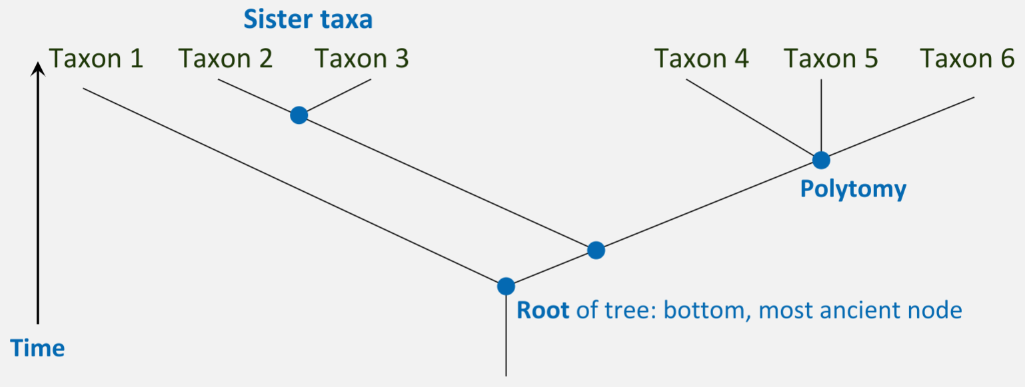 Sister taxa
Taxon 1
Taxon 2
Taxon 3
Taxon 4
Taxon 5
Taxon 6
Polytomy
Root of tree: bottom, most ancient node
Time